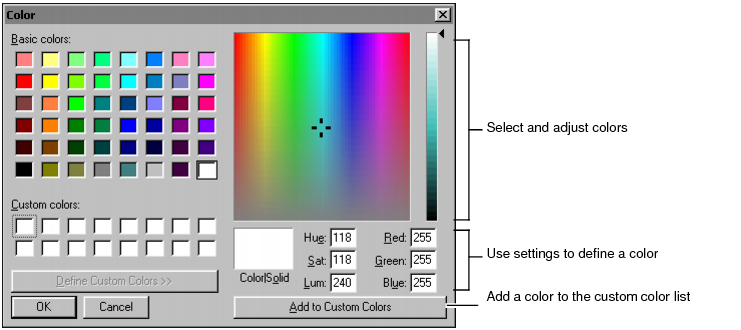 Color
Basic colors:
Custom colors:
Define Custom Colors >>
OK
Cancel
Color|Solid
Hue: 118
Sat: 118
Lum: 240
Red: 255
Green: 255
Blue: 255
Add to Custom Colors
Select and adjust colors
Use settings to define a color
Add a color to the custom color list